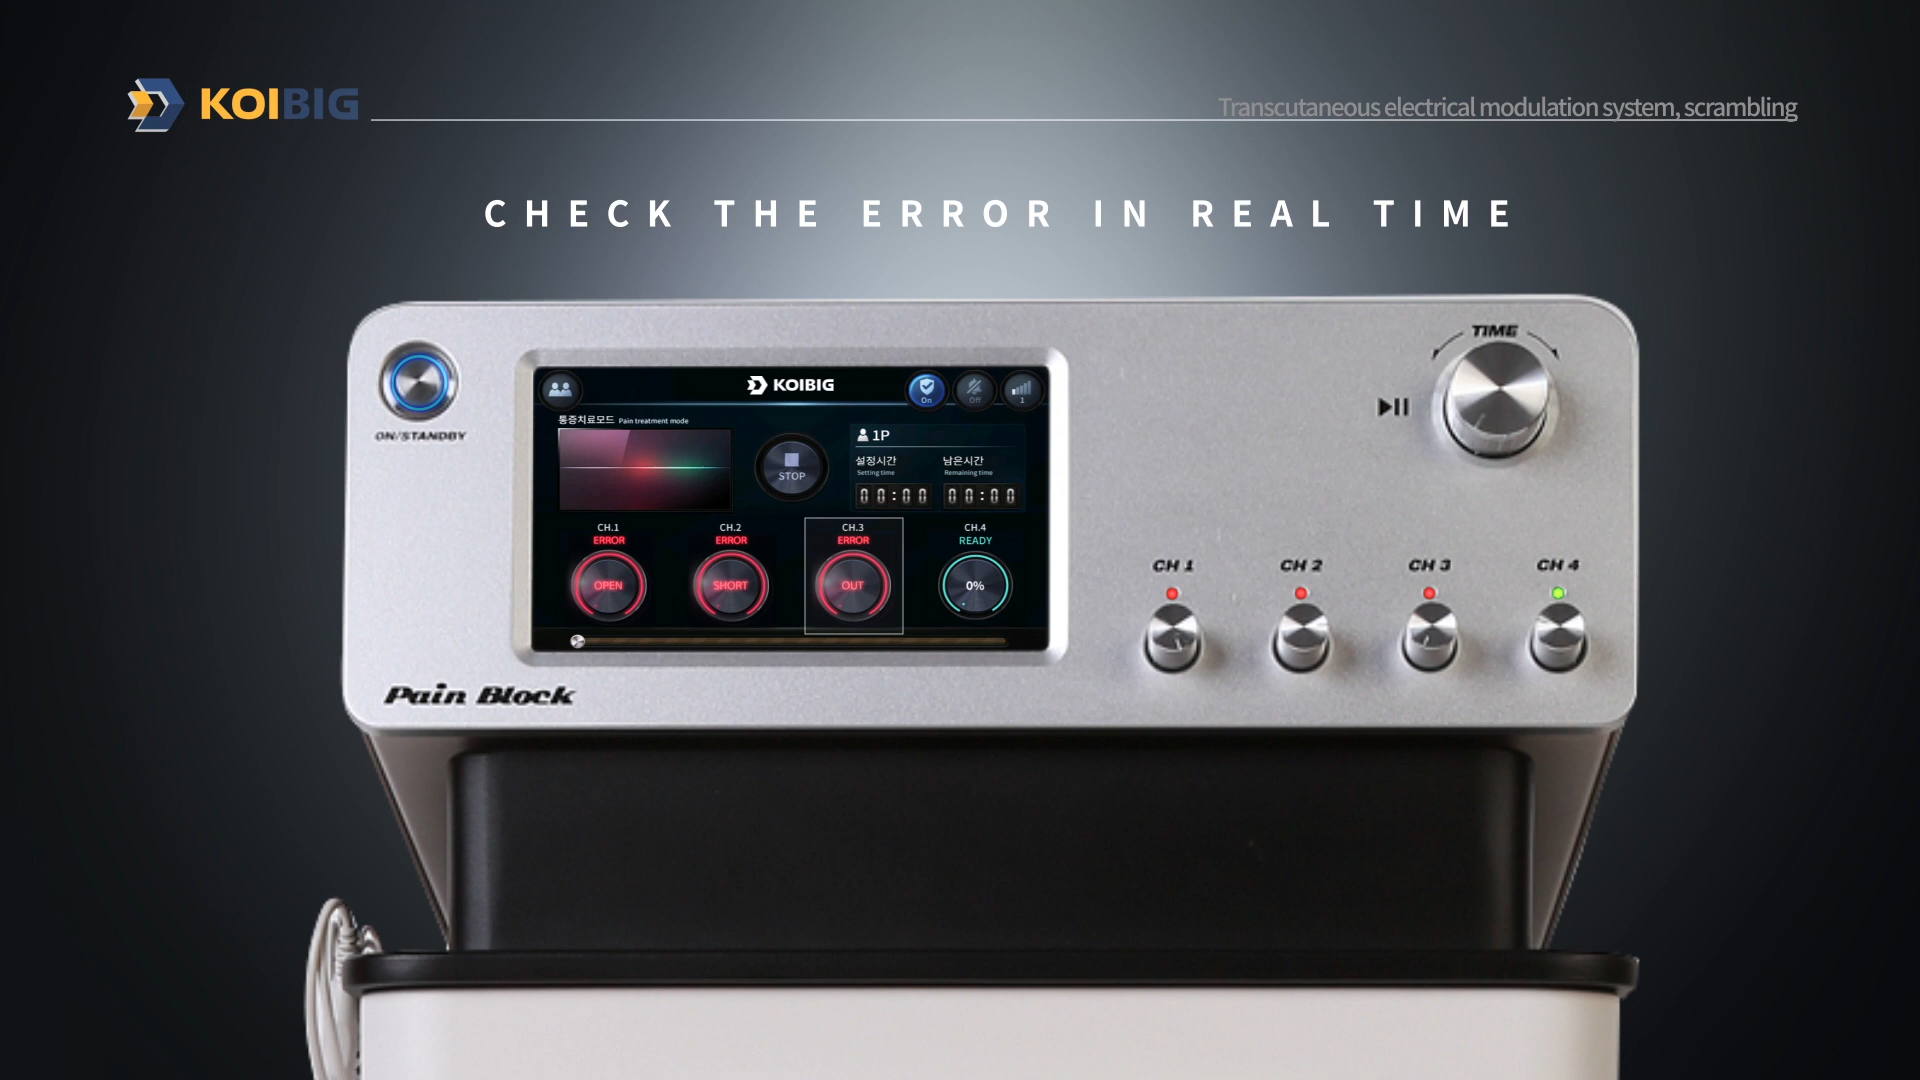 KOIBIG
Transcutaneous electrical modulation system, scrambling
CHECK THE ERROR IN REAL TIME
TIME
ON/STANDBY
KOIBIG
On
Off
1
통증치료모드 Pain treatment mode
STOP
1P
설정시간 남은시간
Setting time Remaining time
00:00 00:00
CH.1 CH.2 CH.3 CH.4
ERROR ERROR ERROR READY
OPEN SHORT OUT 0%
CH 1 CH 2 CH 3 CH 4
Pain Block